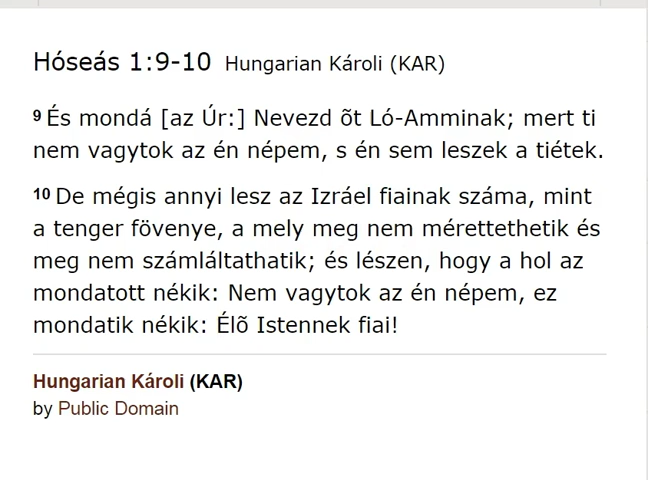 Hóseás 1:9-10 Hungarian Károli (KAR)
9 És mondá [az Úr:] Nevezd õt Ló-Amminak; mert ti
nem vagytok az én népem, s én sem leszek a tiétek.
10 De mégis annyi lesz az Izráel fiainak száma, mint
a tenger fövenye, a mely meg nem mérettethetik és
meg nem számláltathatik; és lészen, hogy a hol az
mondatott nékik: Nem vagytok az én népem, ez
mondatik nékik: Élõ Istennek fiai!
Hungarian Károli (KAR)
by Public Domain